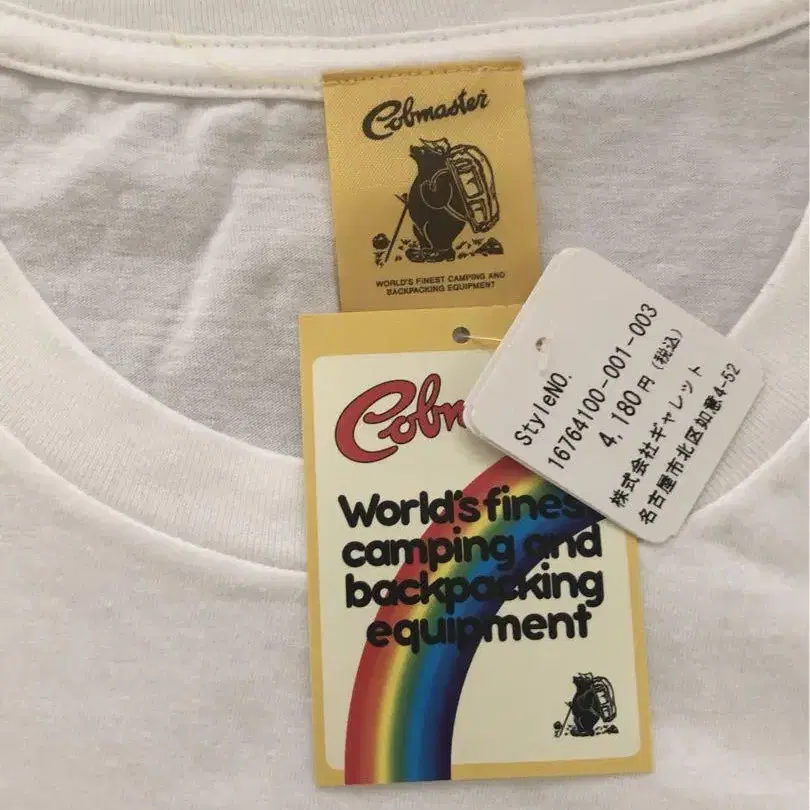 Cobmaster
WORLD'S FINEST CAMPING AND
BACKPACKING EQUIPMENT
StyleNO.
16764100-001-003
4,180円(税込)
株式会社ギャレット
名古屋市北区如意4-52
World's fines
camping and
backpacking
equipment